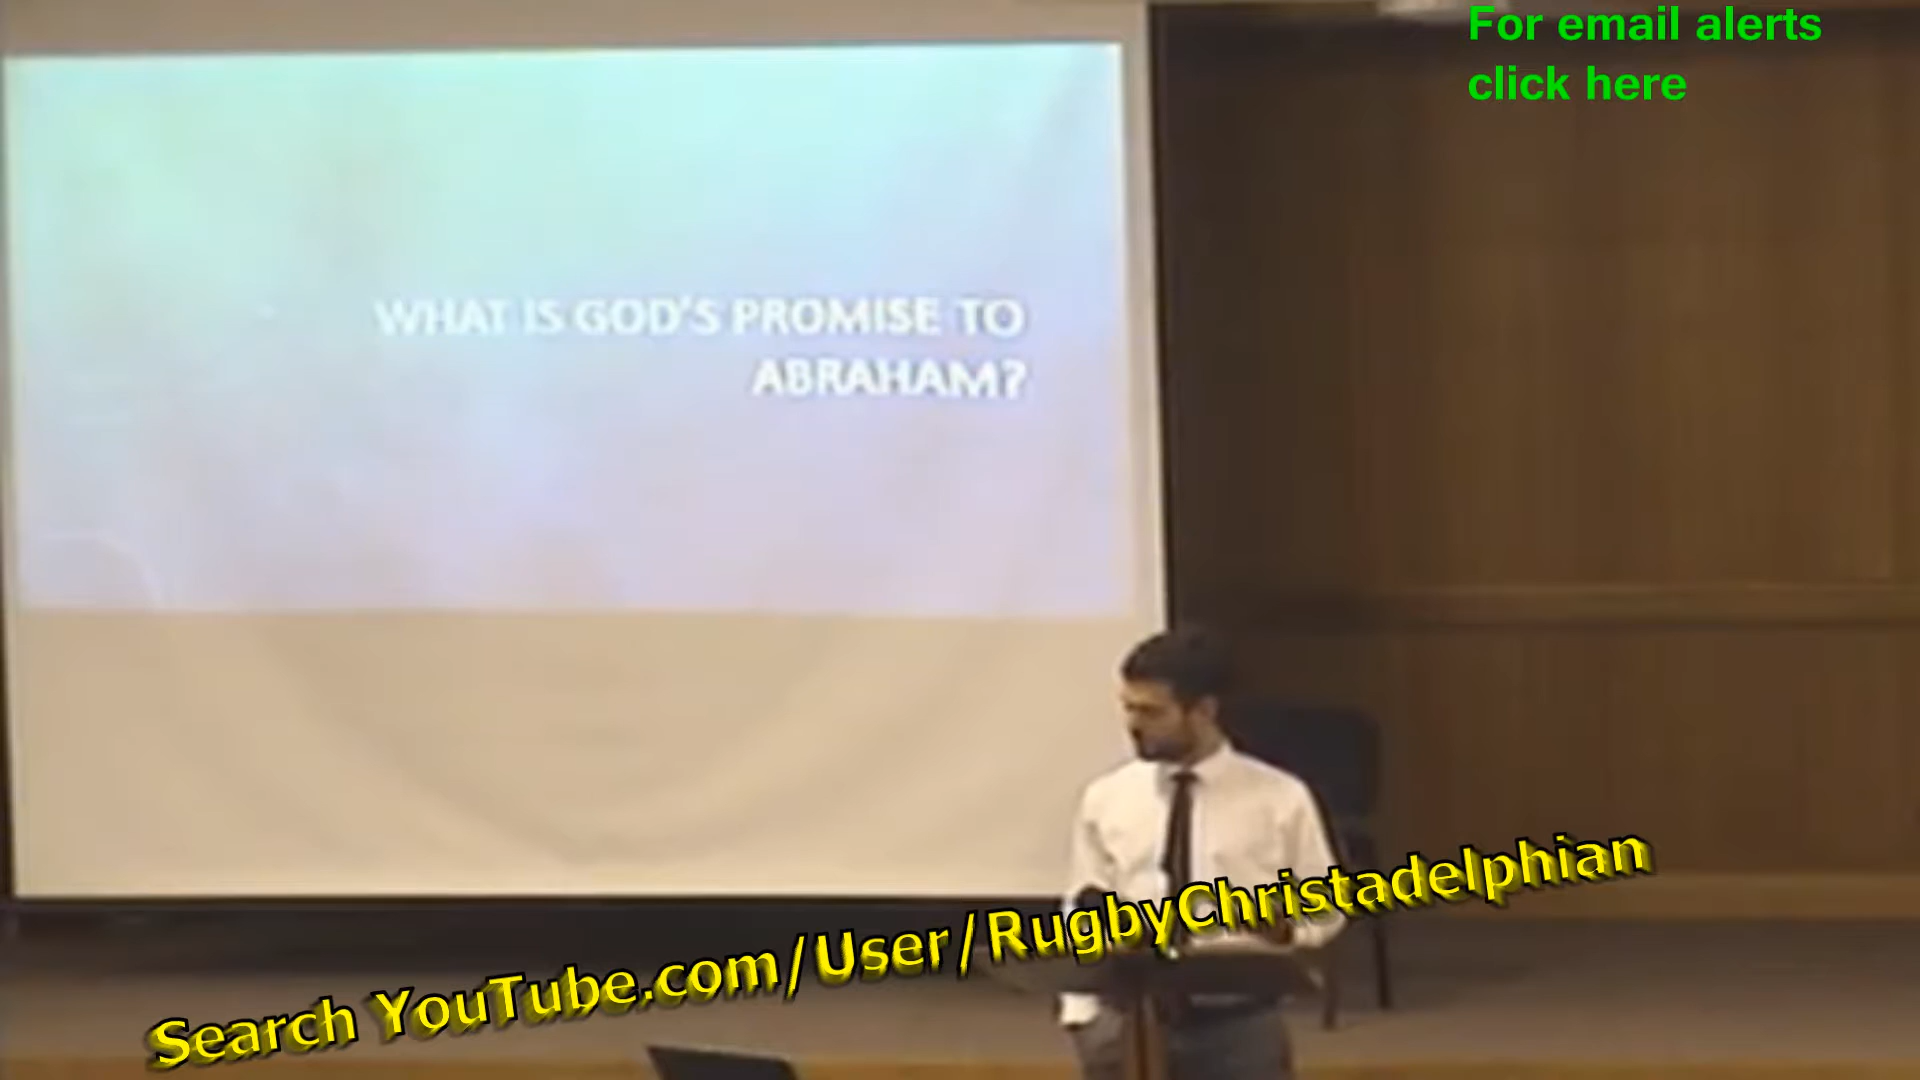 For email alerts
click here
WHAT IS GOD'S PROMISE TO
ABRAHAM?
Search YouTube.com/User/RugbyChristadelphian